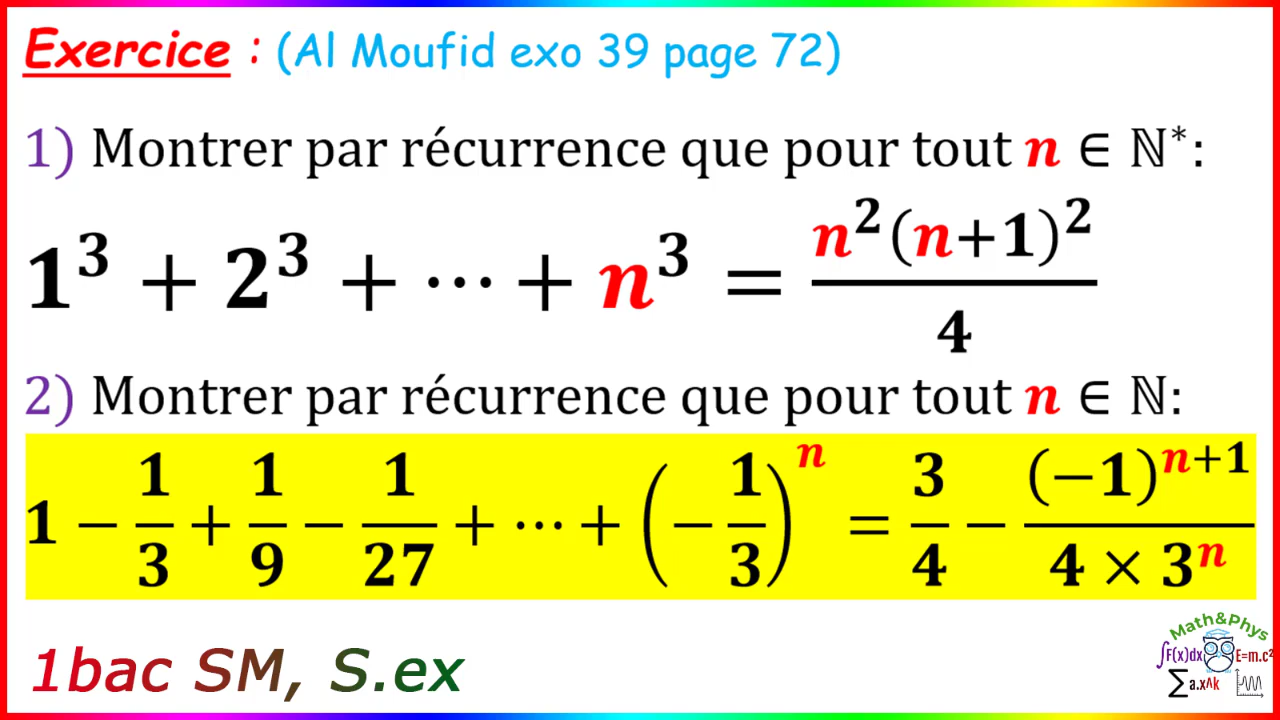 Exercice : (Al Moufid exo 39 page 72)
1) Montrer par récurrence que pour tout n ∈ ℕ*:
1³ + 2³ + ⋯ + n³ = n²(n+1)²/4
2) Montrer par récurrence que pour tout n ∈ ℕ:
1 − 1/3 + 1/9 − 1/27 + ⋯ + (− 1/3)ⁿ = 3/4 − (−1)ⁿ⁺¹/(4 × 3ⁿ)
1bac SM, S.ex
Math&Phys
∫F(x)dx E=m.c²
∑ a.x∧k